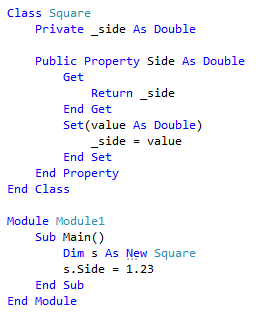 Class Square
    Private _side As Double

    Public Property Side As Double
        Get
            Return _side
        End Get
        Set(value As Double)
            _side = value
        End Set
    End Property
End Class

Module Module1
    Sub Main()
        Dim s As New Square
        s.Side = 1.23
    End Sub
End Module